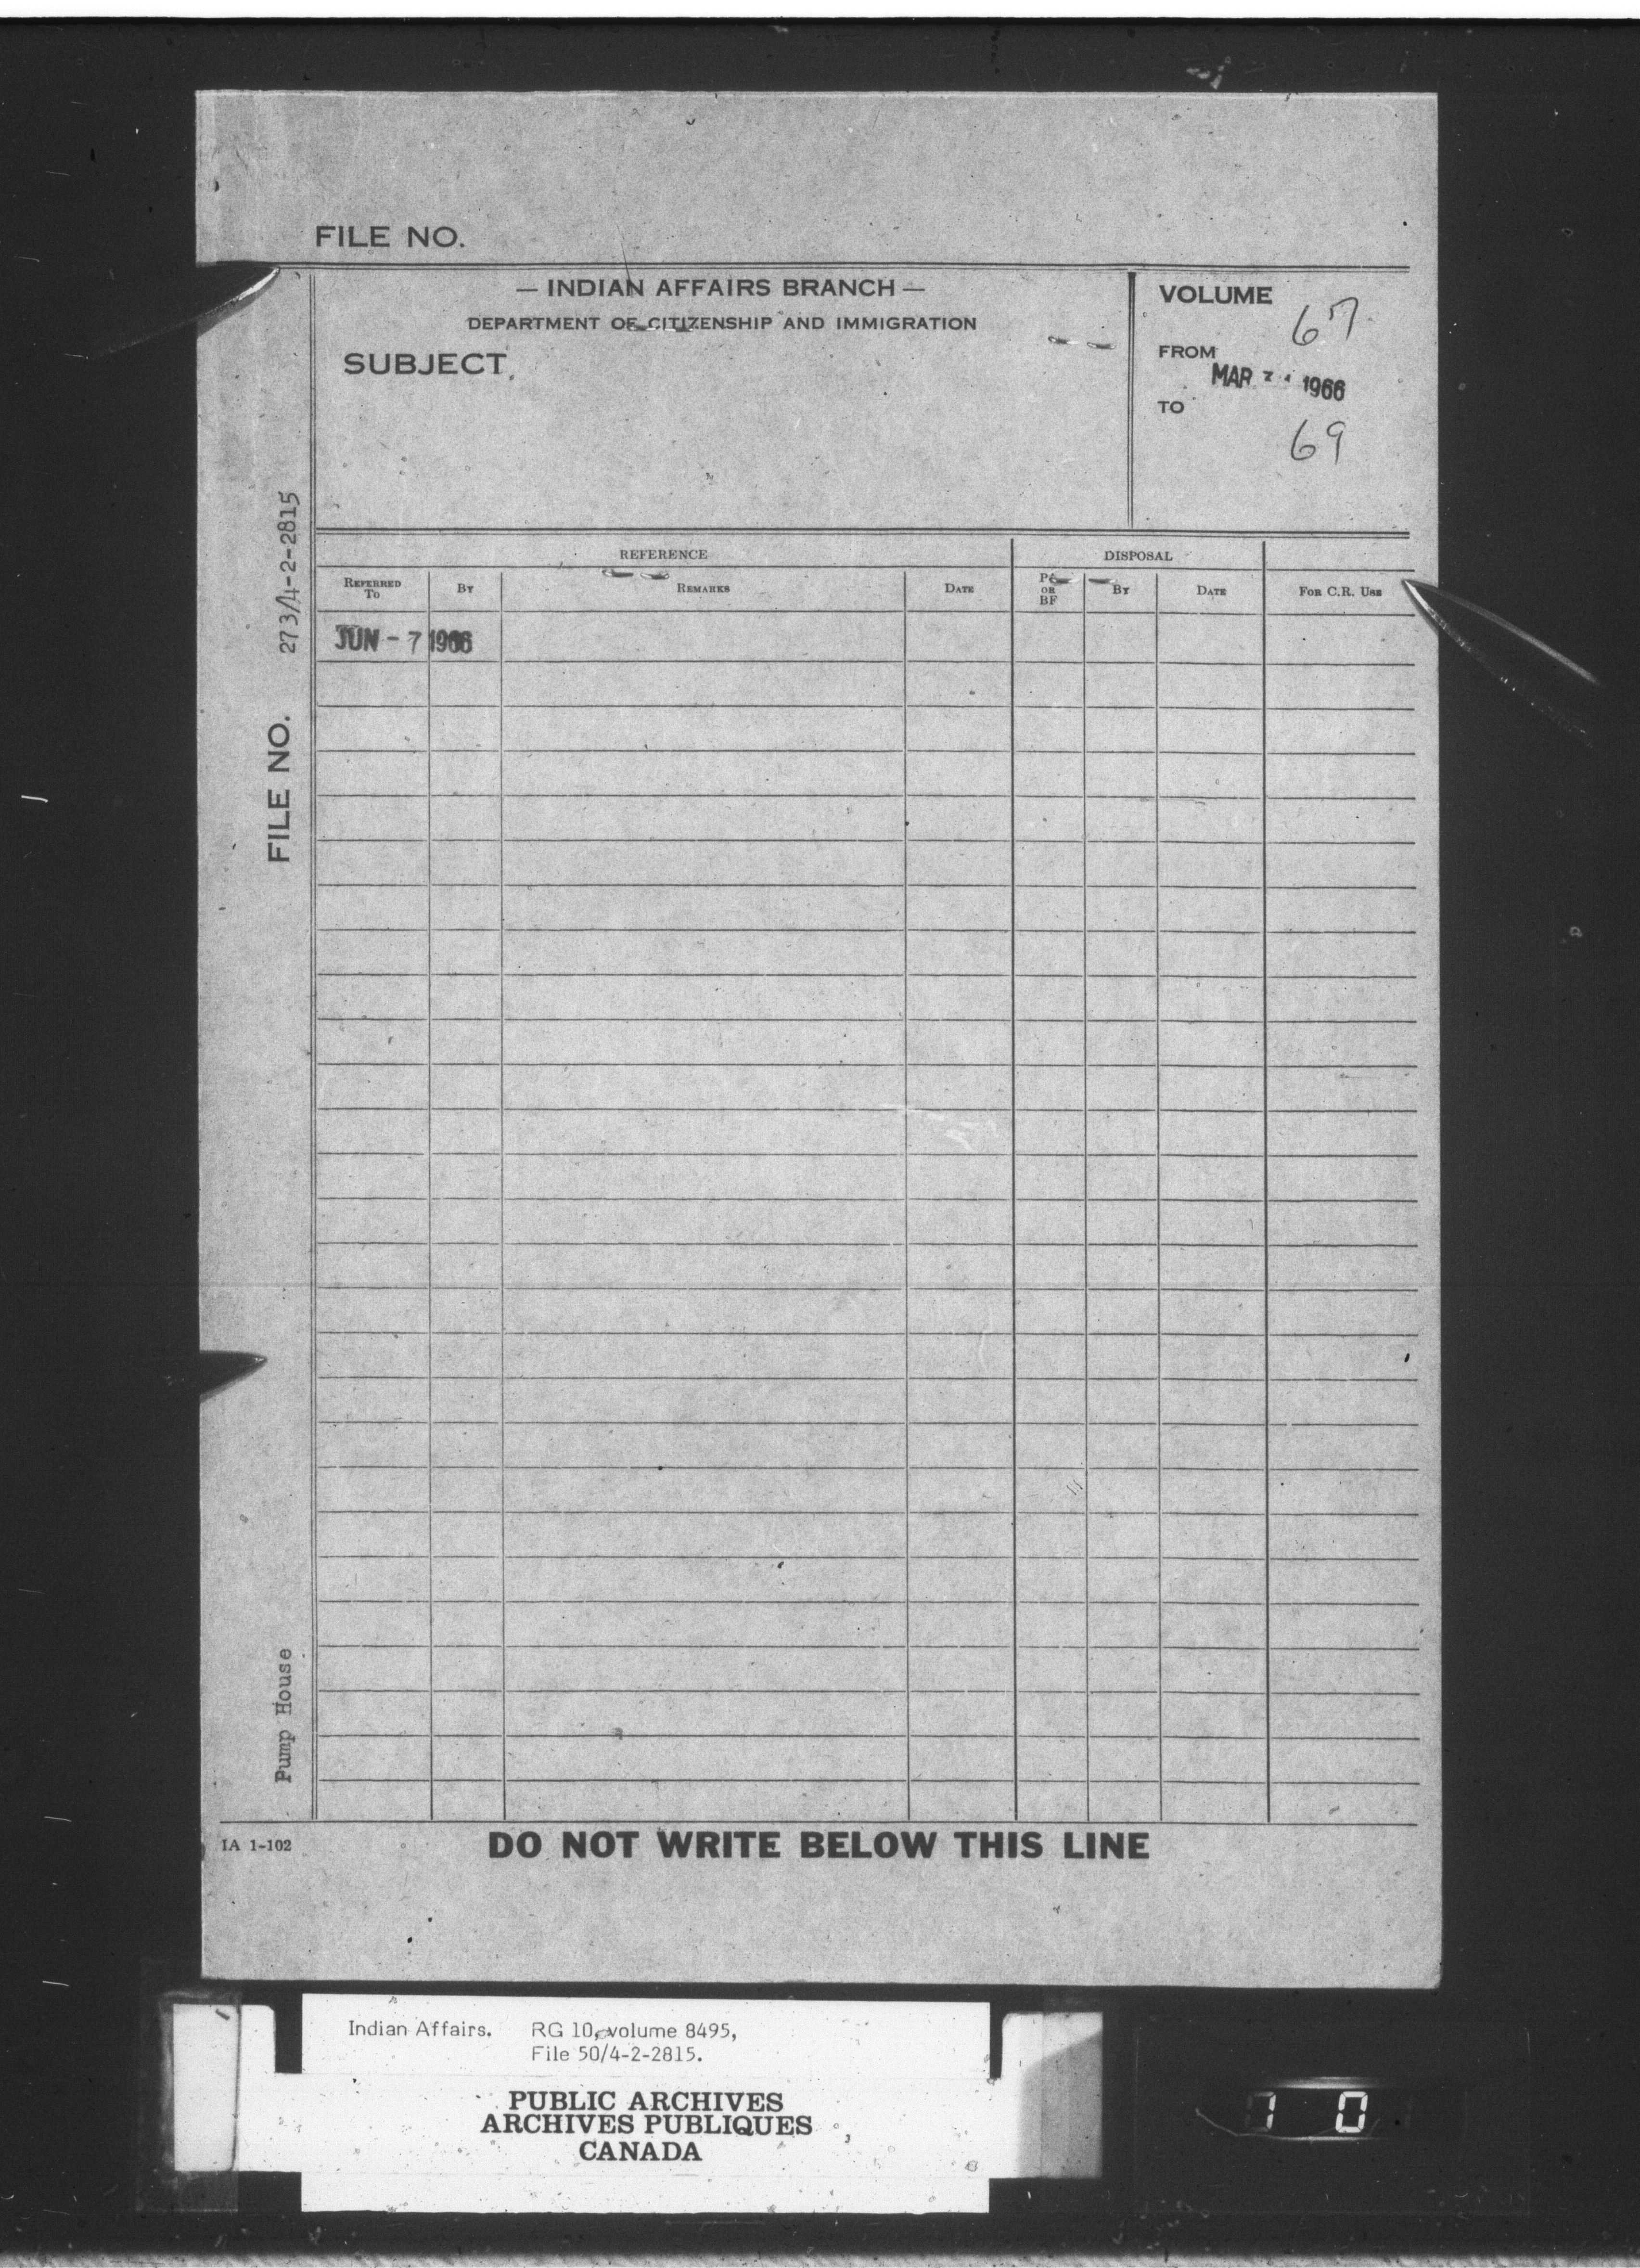 FILE NO.
— INDIAN AFFAIRS BRANCH —
DEPARTMENT OF CITIZENSHIP AND IMMIGRATION
SUBJECT
VOLUME
67
FROM
MAR 1966
TO
69
FILE NO. 273/4-2-2815
REFERENCE
DISPOSAL
REFERRED TO
BY
REMARKS
DATE
OR
BF
BY
DATE
FOR C.R. USE
JUN - 7 1966
Pump House
IA 1-102
DO NOT WRITE BELOW THIS LINE
Indian Affairs. RG 10, volume 8495,
File 50/4-2-2815.
PUBLIC ARCHIVES
ARCHIVES PUBLIQUES
CANADA
1 0